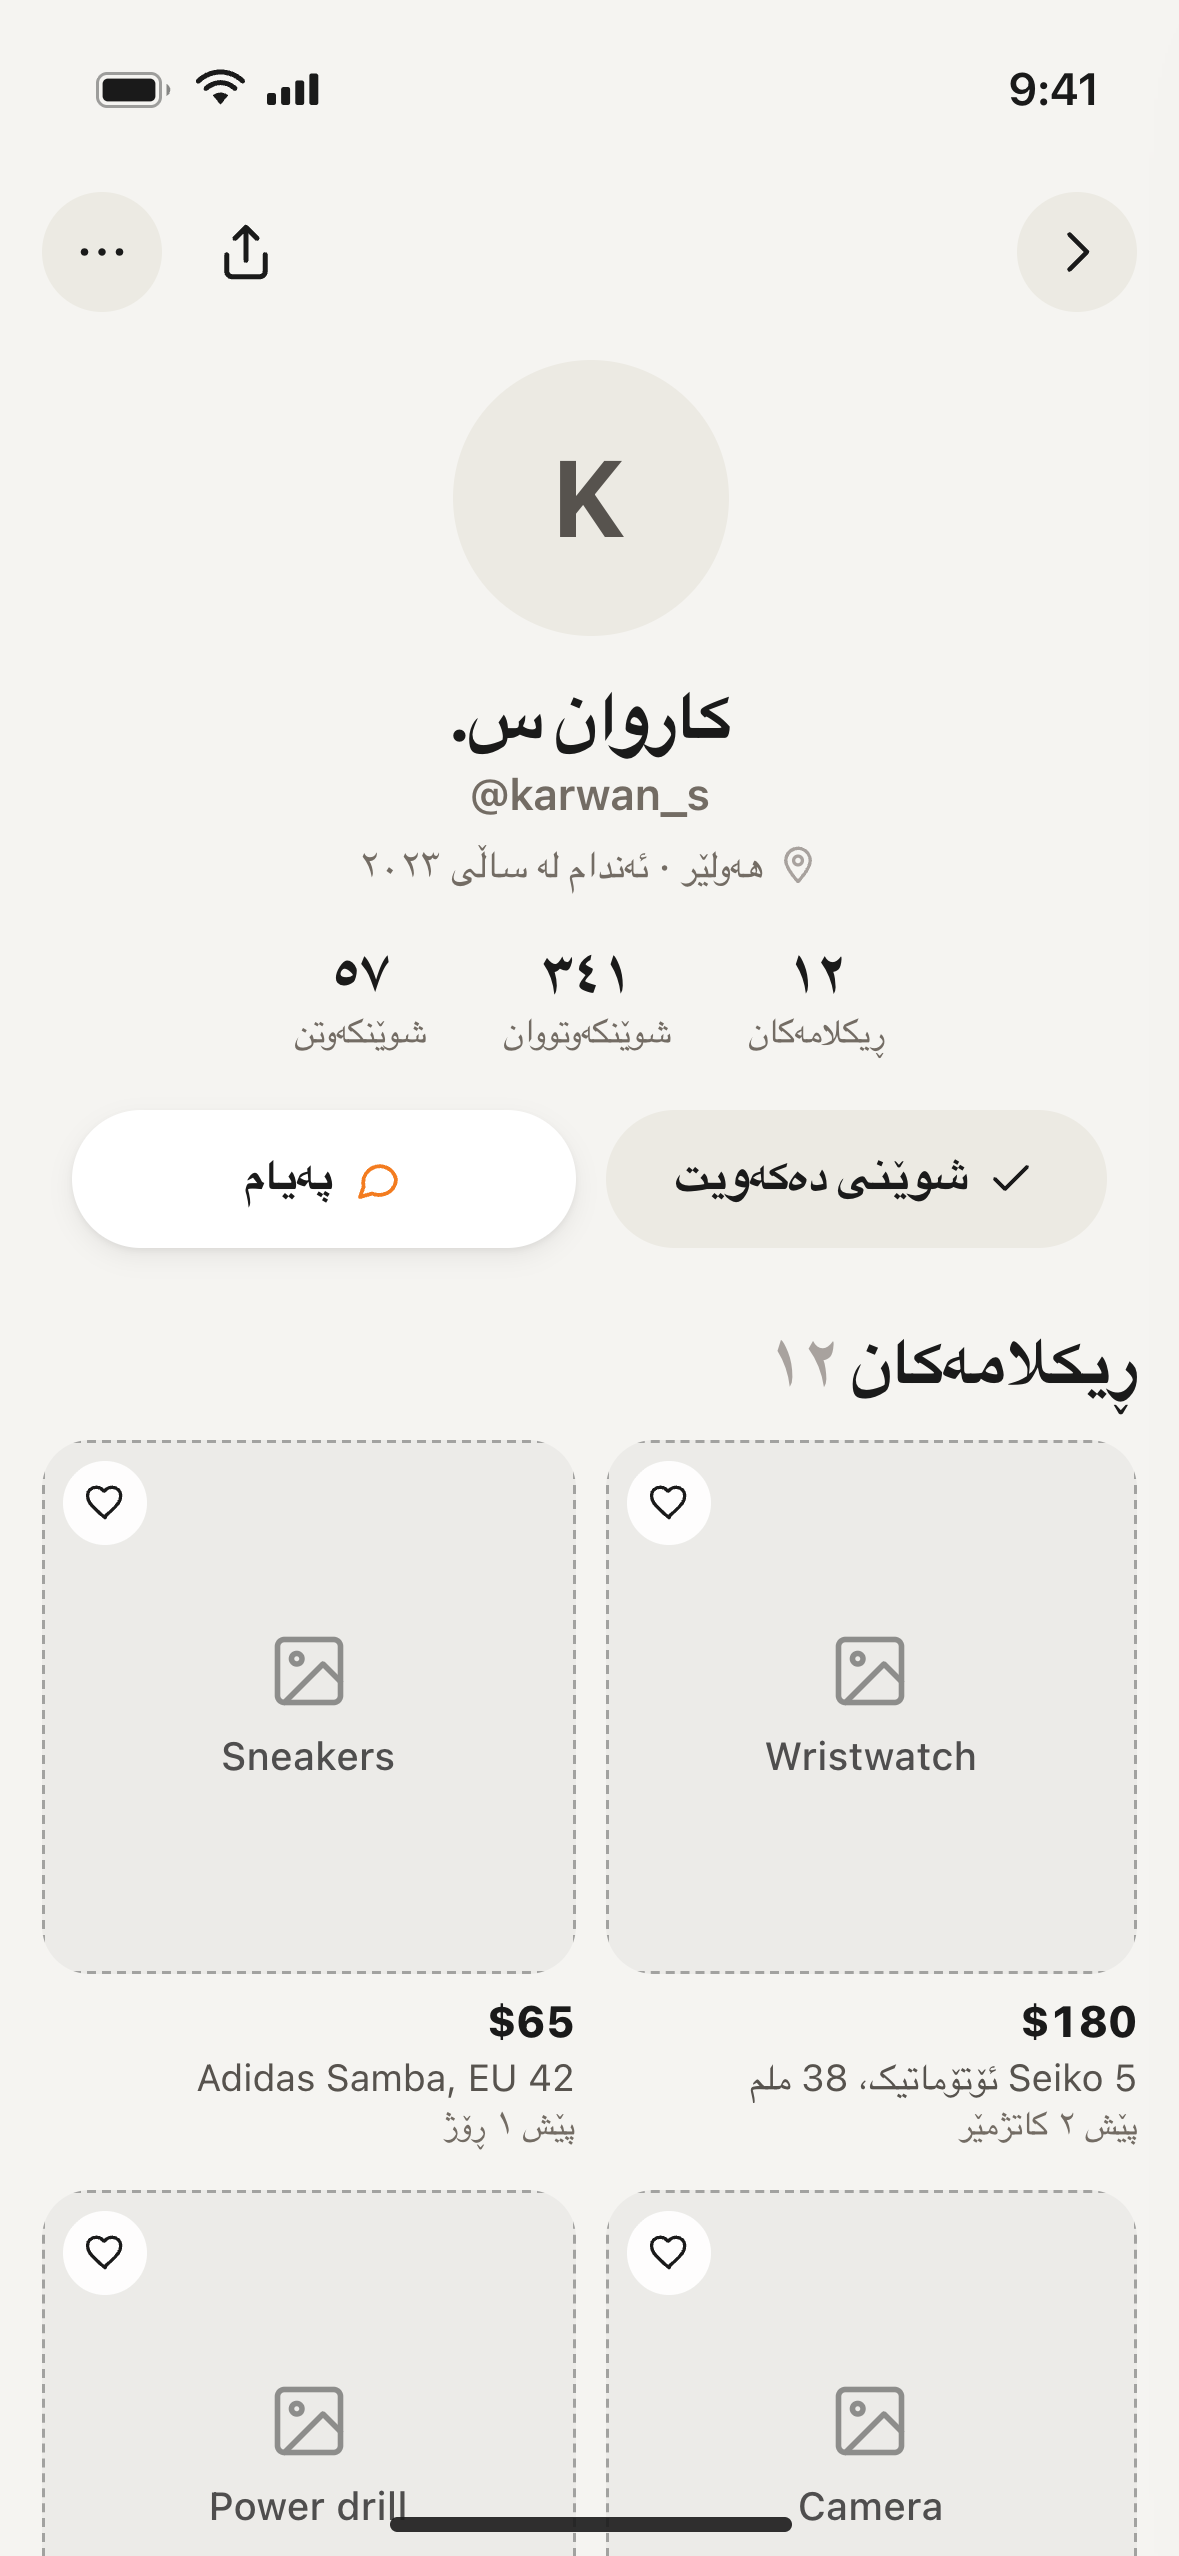 9:41
K
کاروان س.
@karwan_s
هەولێر · ئەندام لە ساڵی ٢٠٢٣
١٢ ٣٤١ ٥٧
ڕیکلامەکان شوێنکەوتووان شوێنکەوتن
شوێنی دەکەویت
پەیام
ڕیکلامەکان ١٢
Wristwatch
Sneakers
$180
Seiko 5 ئۆتۆماتیک، 38 ملم
پێش ٢ کاتژمێر
$65
Adidas Samba, EU 42
پێش ١ ڕۆژ
Camera
Power drill